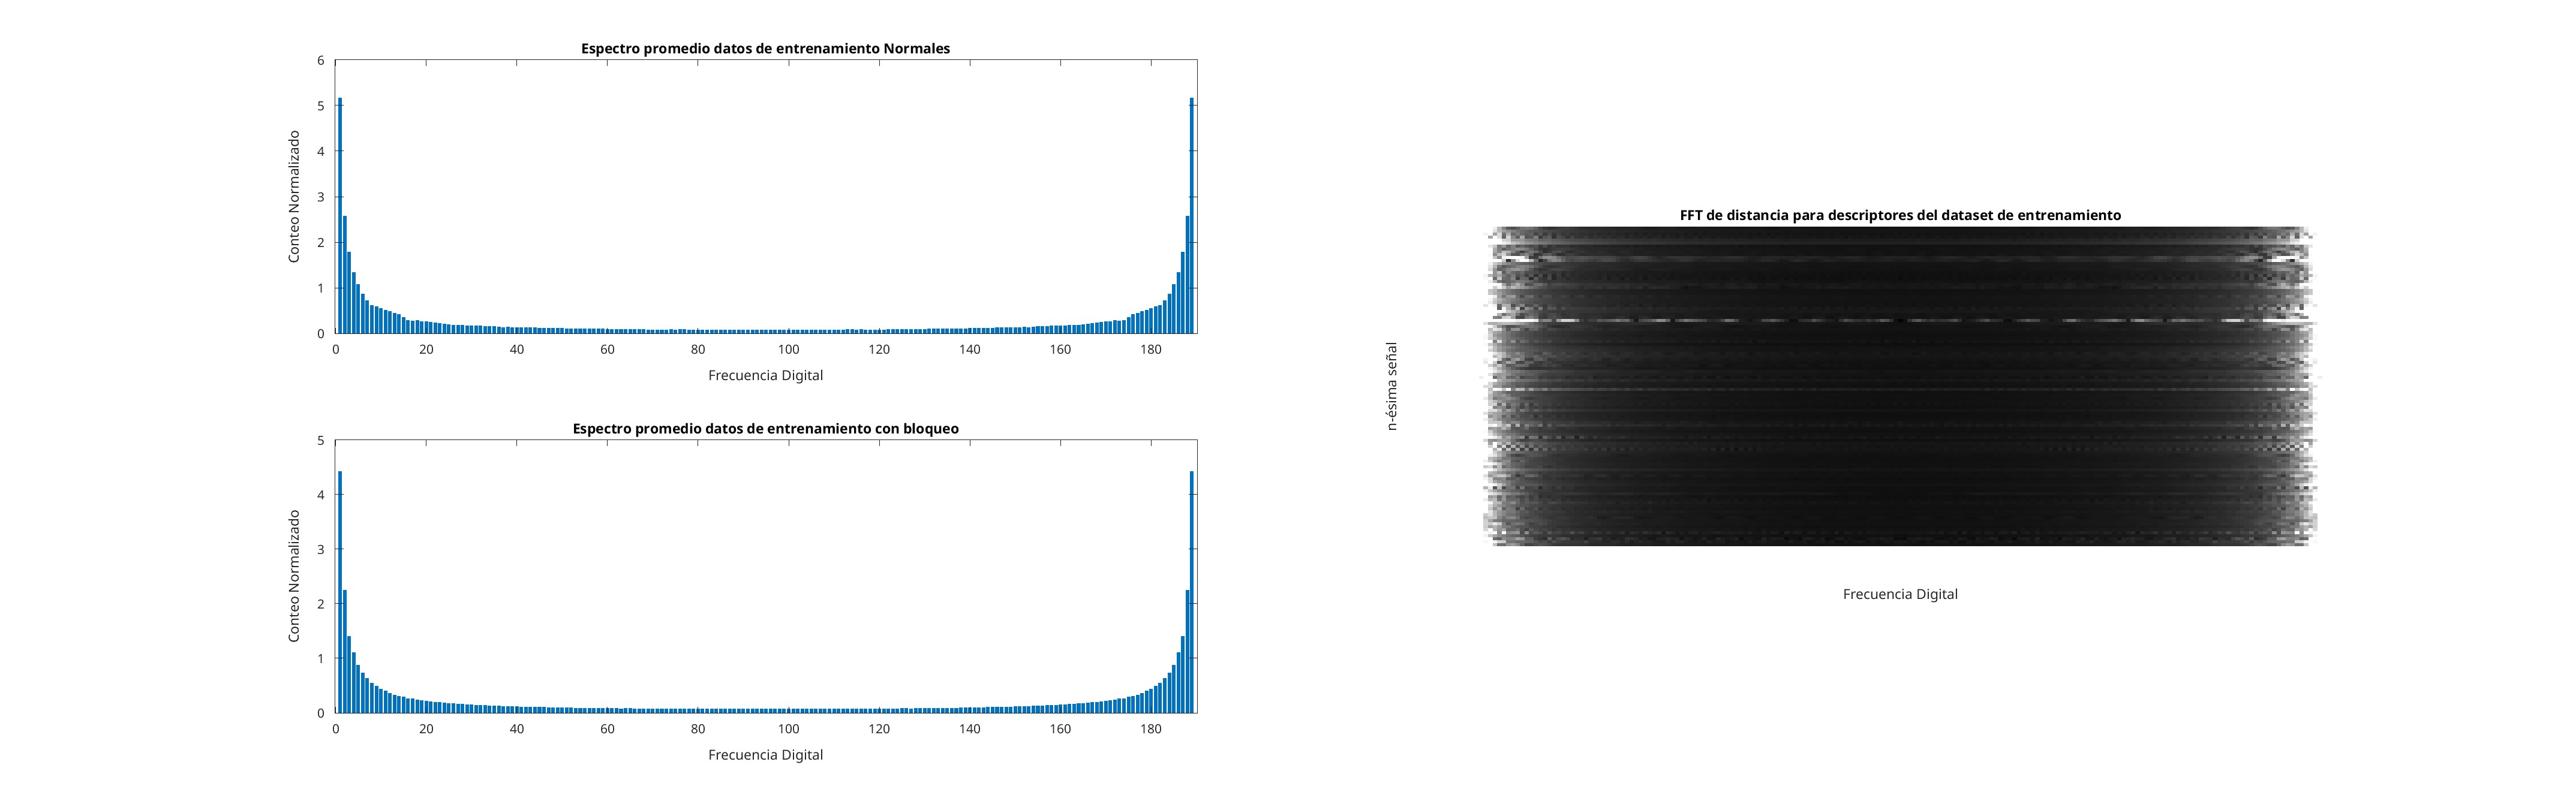 Espectro promedio datos de entrenamiento Normales
6
5
4
3
2
1
0
Conteo Normalizado
0 20 40 60 80 100 120 140 160 180
Frecuencia Digital
Espectro promedio datos de entrenamiento con bloqueo
5
4
3
2
1
0
Conteo Normalizado
0 20 40 60 80 100 120 140 160 180
Frecuencia Digital
FFT de distancia para descriptores del dataset de entrenamiento
n-ésima señal
Frecuencia Digital